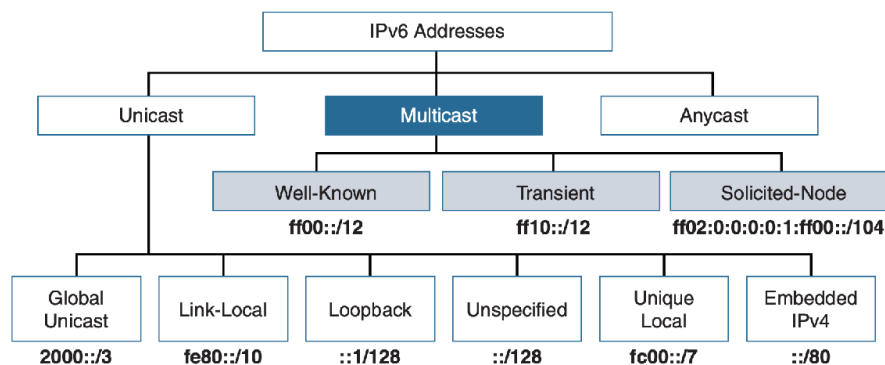 IPv6 Addresses
Unicast
Multicast
Anycast
Well-Known
Transient
Solicited-Node
ff00::/12
ff10::/12
ff02:0:0:0:0:1:ff00::/104
Global
Unicast
Link-Local
Loopback
Unspecified
Unique
Local
Embedded
IPv4
2000::/3
fe80::/10
::1/128
::/128
fc00::/7
::/80